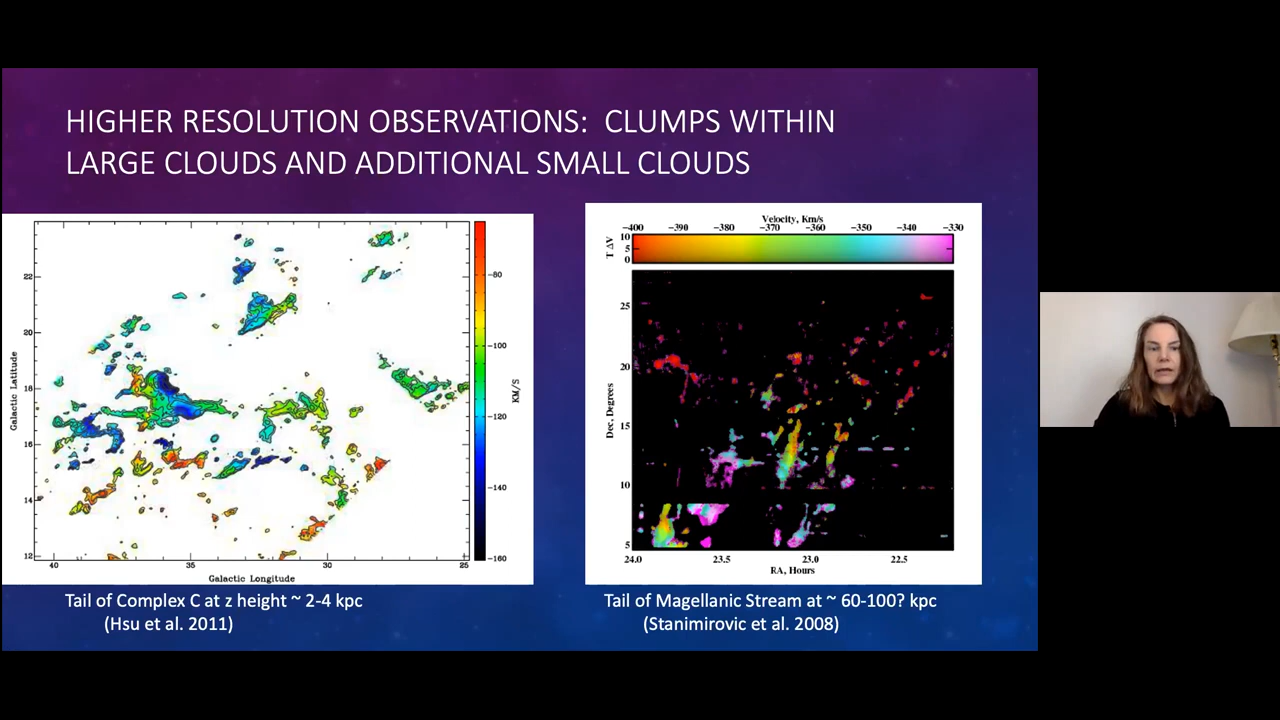 HIGHER RESOLUTION OBSERVATIONS: CLUMPS WITHIN
LARGE CLOUDS AND ADDITIONAL SMALL CLOUDS
22
20
18
16
14
12
Galactic Latitude
40
35
30
25
Galactic Longitude
−80
−100
−120
−140
−160
KM/S
Velocity, Km/s
−400 −390 −380 −370 −360 −350 −340 −330
T ΔV
10
5
0
25
20
15
10
5
Dec, Degrees
24.0 23.5 23.0 22.5
RA, Hours
Tail of Complex C at z height ~ 2-4 kpc
(Hsu et al. 2011)
Tail of Magellanic Stream at ~ 60-100? kpc
(Stanimirovic et al. 2008)